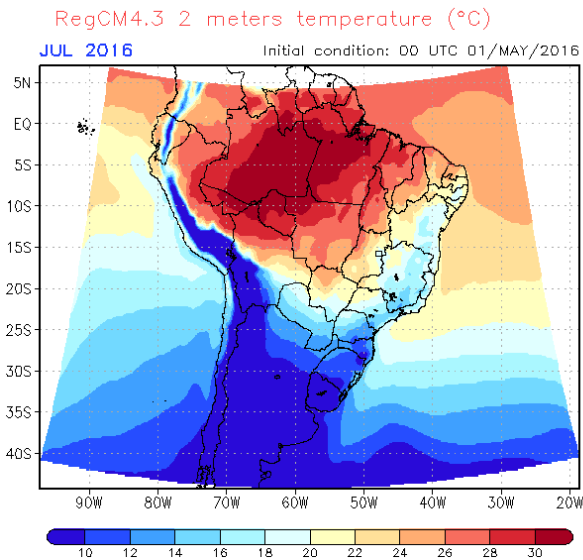 RegCM4.3 2 meters temperature (°C)
JUL 2016 Initial condition: 00 UTC 01/MAY/2016
5N
EQ
5S
10S
15S
20S
25S
30S
35S
40S
90W 80W 70W 60W 50W 40W 30W 20W
10 12 14 16 18 20 22 24 26 28 30